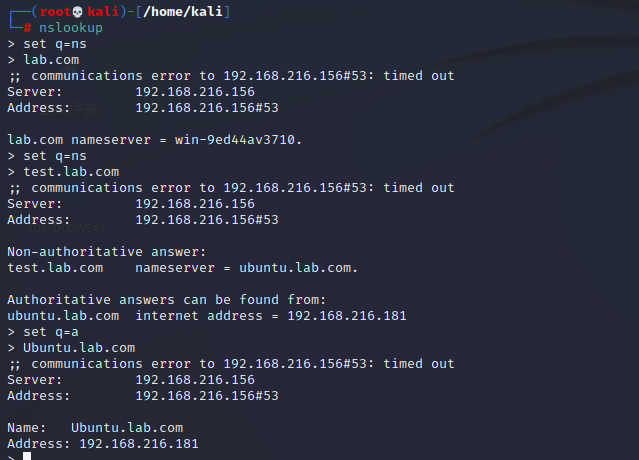 ┌──(root💀kali)-[/home/kali]
└─# nslookup
> set q=ns
> lab.com
;; communications error to 192.168.216.156#53: timed out
Server:         192.168.216.156
Address:        192.168.216.156#53

lab.com nameserver = win-9ed44av3710.
> set q=ns
> test.lab.com
;; communications error to 192.168.216.156#53: timed out
Server:         192.168.216.156
Address:        192.168.216.156#53

Non-authoritative answer:
test.lab.com    nameserver = ubuntu.lab.com.

Authoritative answers can be found from:
ubuntu.lab.com  internet address = 192.168.216.181
> set q=a
> Ubuntu.lab.com
;; communications error to 192.168.216.156#53: timed out
Server:         192.168.216.156
Address:        192.168.216.156#53

Name:   Ubuntu.lab.com
Address: 192.168.216.181
>